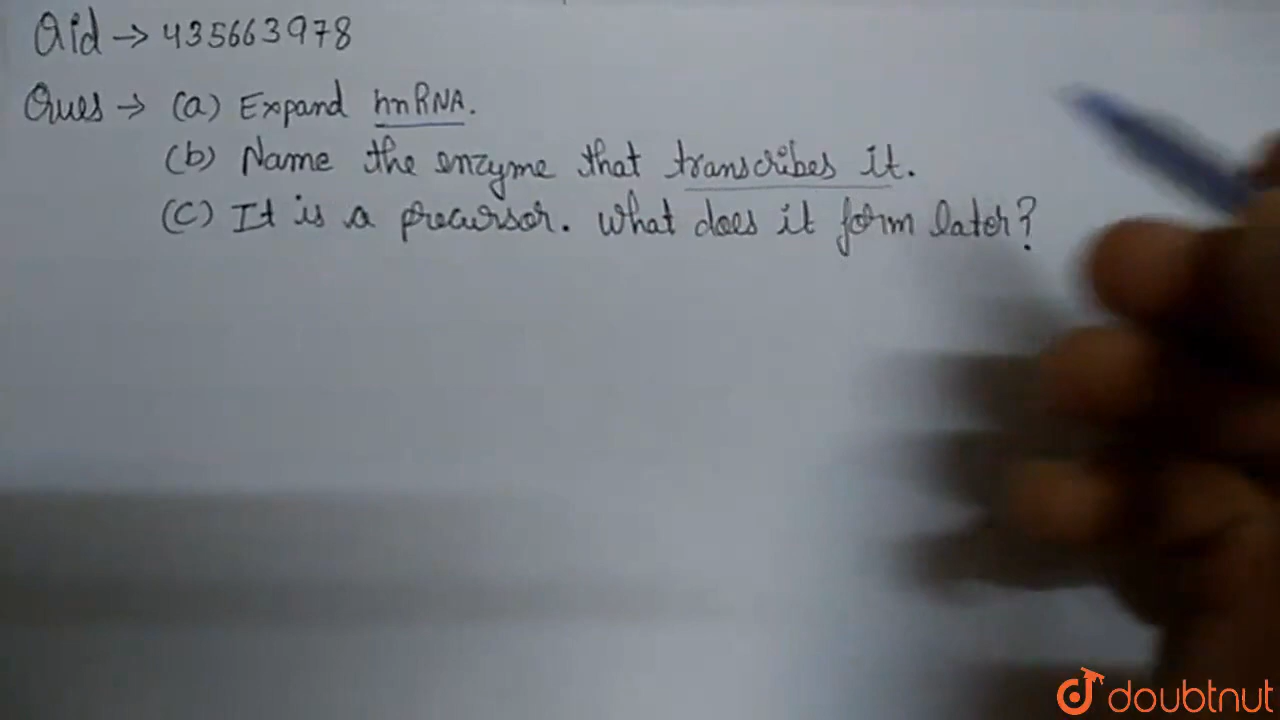 Qid → 435663978
Ques → (a) Expand hnRNA.
(b) Name the enzyme that transcribes it.
(C) It is a precursor. What does it form later?
doubtnut